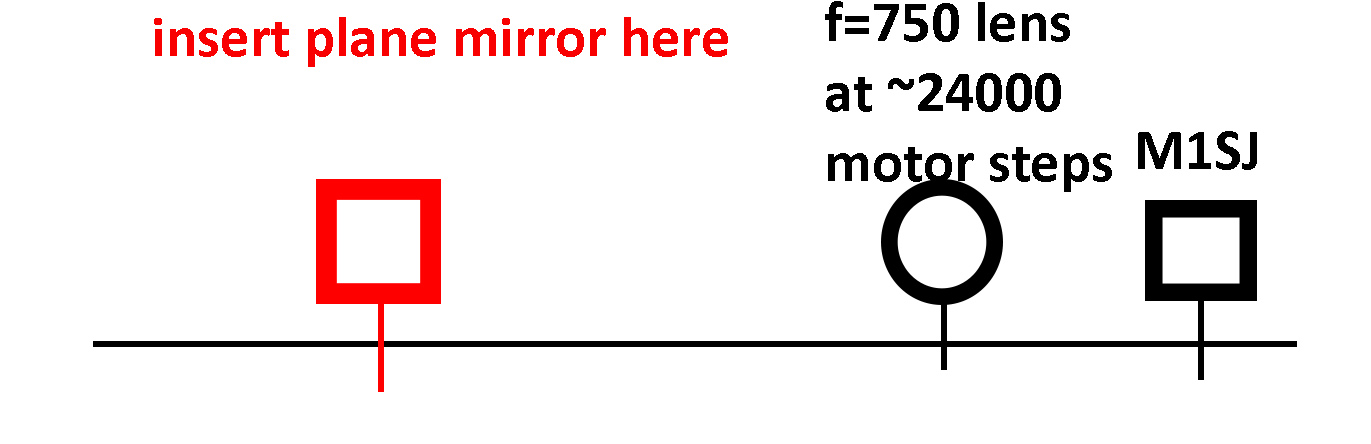 insert plane mirror here
f=750 lens
at ~24000
motor steps
M1SJ